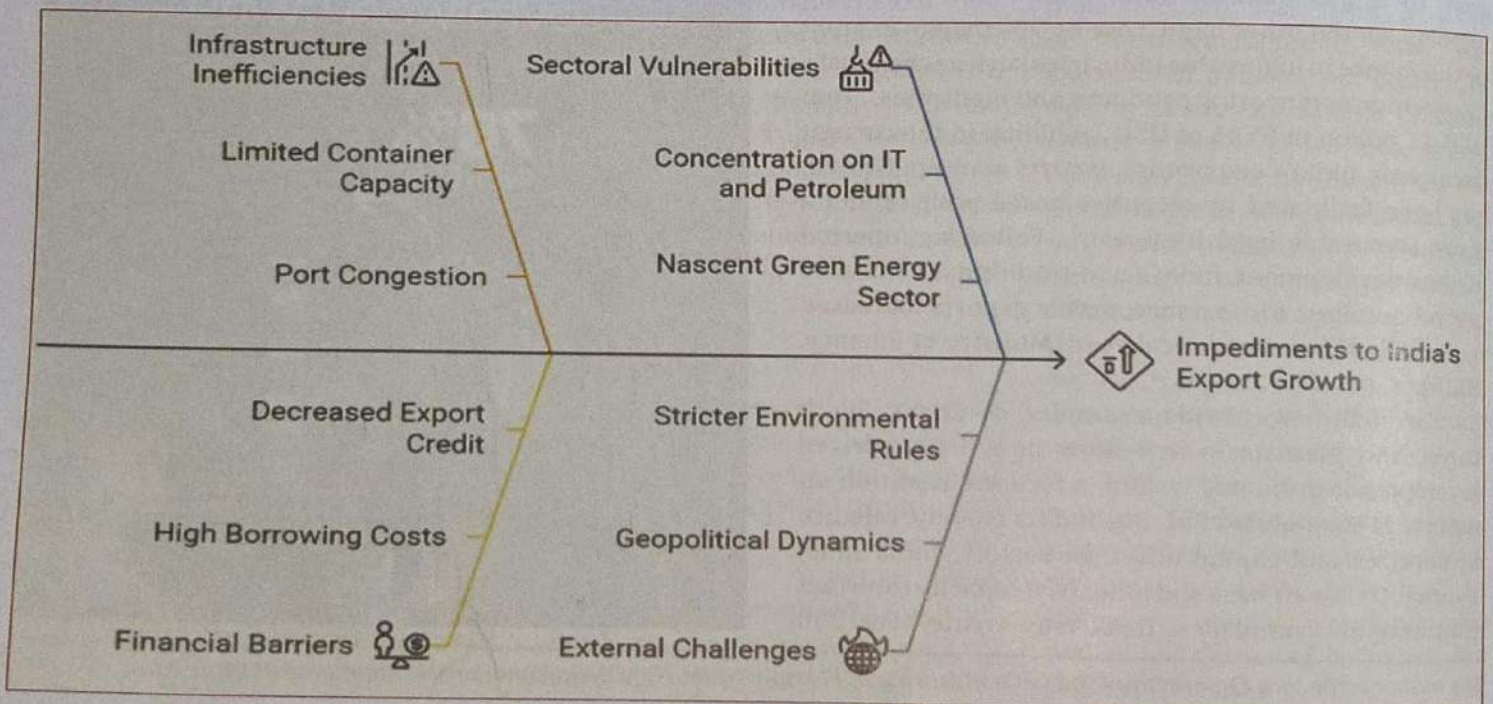 Infrastructure
Inefficiencies
Limited Container
Capacity
Port Congestion
Sectoral Vulnerabilities
Concentration on IT
and Petroleum
Nascent Green Energy
Sector
Impediments to India's
Export Growth
Decreased Export
Credit
High Borrowing Costs
Financial Barriers
Stricter Environmental
Rules
Geopolitical Dynamics
External Challenges